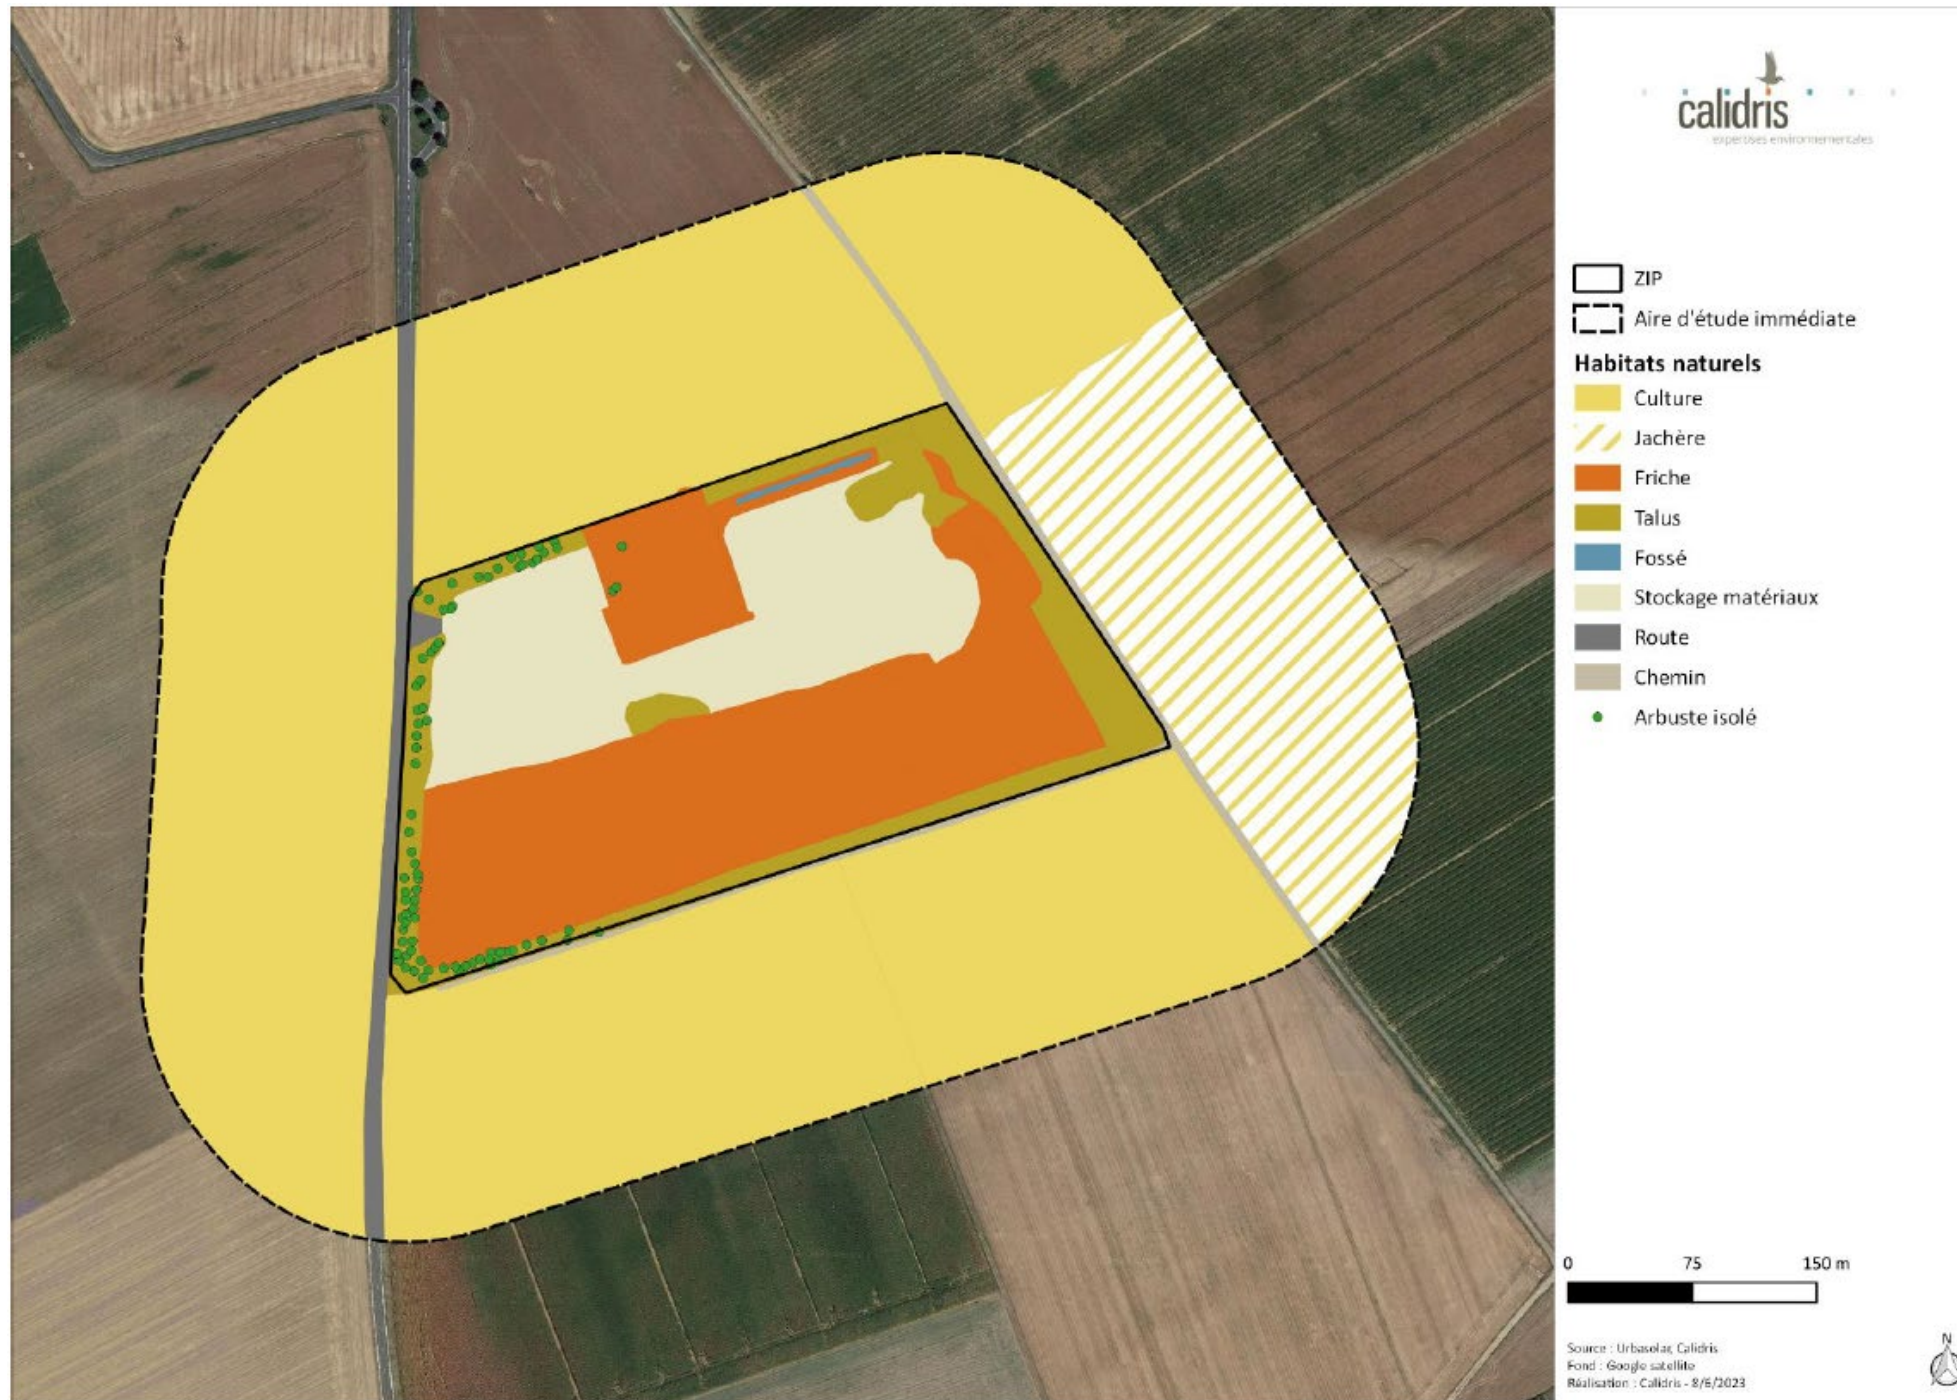 calidris
expertises environnementales
ZIP
Aire d'étude immédiate
Habitats naturels
Culture
Jachère
Friche
Talus
Fossé
Stockage matériaux
Route
Chemin
Arbuste isolé
0 75 150 m
Source : Urbasolar, Calidris
Fond : Google satellite
Réalisation : Calidris - 8/6/2023
N